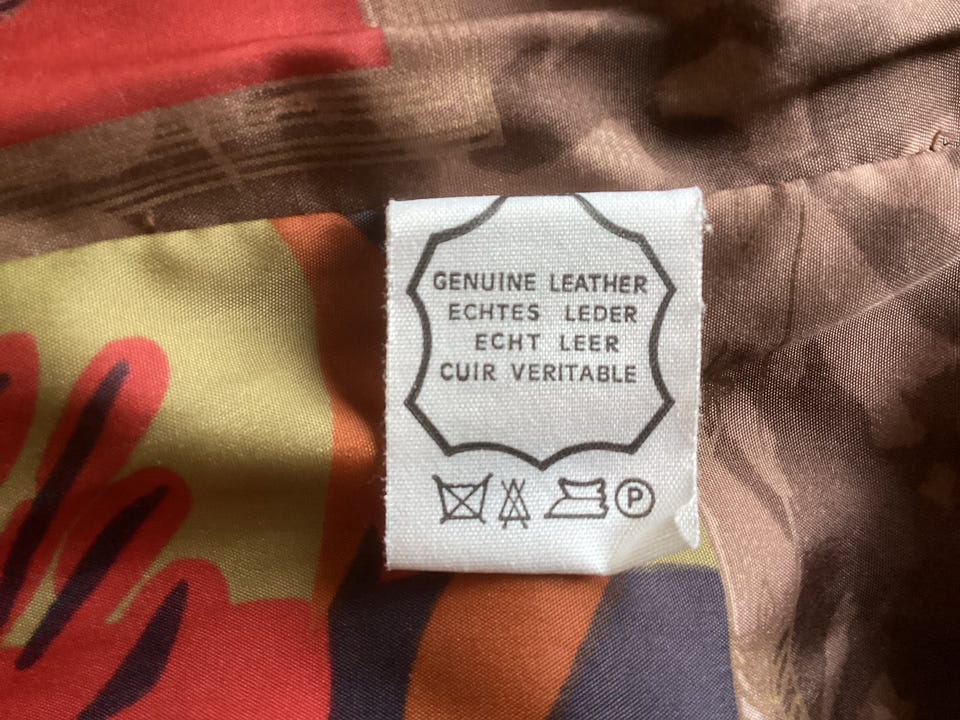 GENUINE LEATHER
ECHTES LEDER
ECHT LEER
CUIR VERITABLE
P